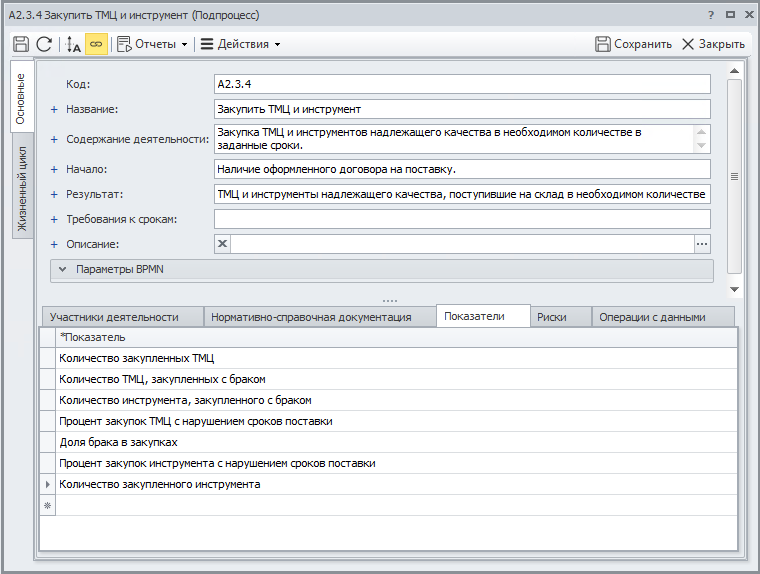 A2.3.4 Закупить ТМЦ и инструмент (Подпроцесс)
Отчеты
Действия
Сохранить
Закрыть
Основные
Жизненный цикл
Код: A2.3.4
Название: Закупить ТМЦ и инструмент
Содержание деятельности: Закупка ТМЦ и инструментов надлежащего качества в необходимом количестве в
заданные сроки.
Начало: Наличие оформленного договора на поставку.
Результат: ТМЦ и инструменты надлежащего качества, поступившие на склад в необходимом количестве
Требования к срокам:
Описание:
Параметры BPMN
Участники деятельности
Нормативно-справочная документация
Показатели
Риски
Операции с данными
*Показатель
Количество закупленных ТМЦ
Количество ТМЦ, закупленных с браком
Количество инструмента, закупленного с браком
Процент закупок ТМЦ с нарушением сроков поставки
Доля брака в закупках
Процент закупок инструмента с нарушением сроков поставки
Количество закупленного инструмента